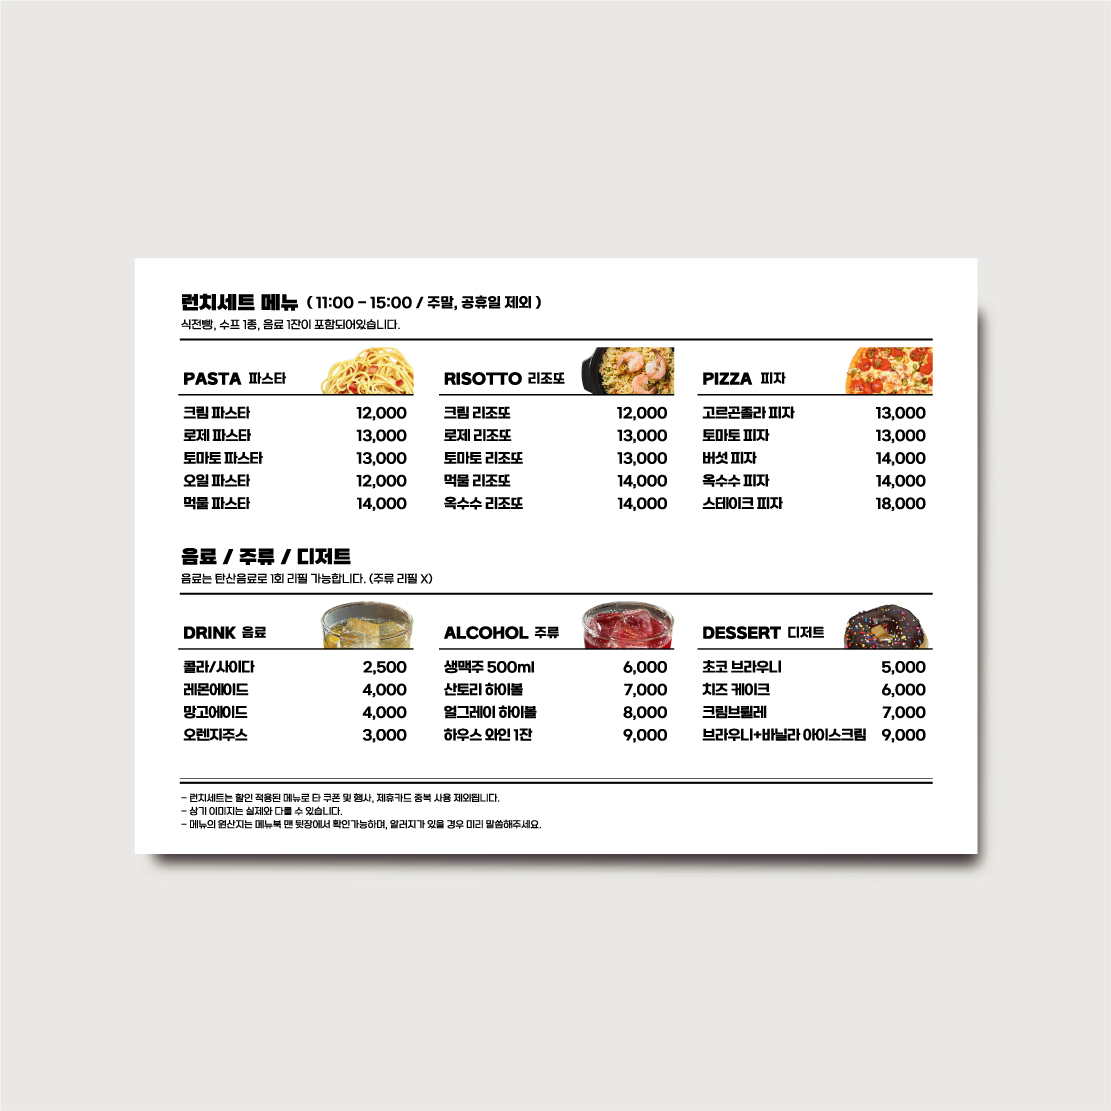 런치세트 메뉴 ( 11:00 - 15:00 / 주말, 공휴일 제외 )
식전빵, 수프 1종, 음료 1잔이 포함되어있습니다.
PASTA 파스타
크림 파스타 12,000
로제 파스타 13,000
토마토 파스타 13,000
오일 파스타 12,000
먹물 파스타 14,000
RISOTTO 리조또
크림 리조또 12,000
로제 리조또 13,000
토마토 리조또 13,000
먹물 리조또 14,000
옥수수 리조또 14,000
PIZZA 피자
고르곤졸라 피자 13,000
토마토 피자 13,000
버섯 피자 14,000
옥수수 피자 14,000
스테이크 피자 18,000
음료 / 주류 / 디저트
음료는 탄산음료로 1회 리필 가능합니다. (주류 리필 X)
DRINK 음료
콜라/사이다 2,500
레몬에이드 4,000
망고에이드 4,000
오렌지주스 3,000
ALCOHOL 주류
생맥주 500ml 6,000
산토리 하이볼 7,000
얼그레이 하이볼 8,000
하우스 와인 1잔 9,000
DESSERT 디저트
초코 브라우니 5,000
치즈 케이크 6,000
크림브륄레 7,000
브라우니+바닐라 아이스크림 9,000
- 런치세트는 할인 적용된 메뉴로 타 쿠폰 및 행사, 제휴카드 중복 사용 제외됩니다.
- 상기 이미지는 실제와 다를 수 있습니다.
- 메뉴의 원산지는 메뉴북 맨 뒷장에서 확인가능하며, 알러지가 있을 경우 미리 말씀해주세요.